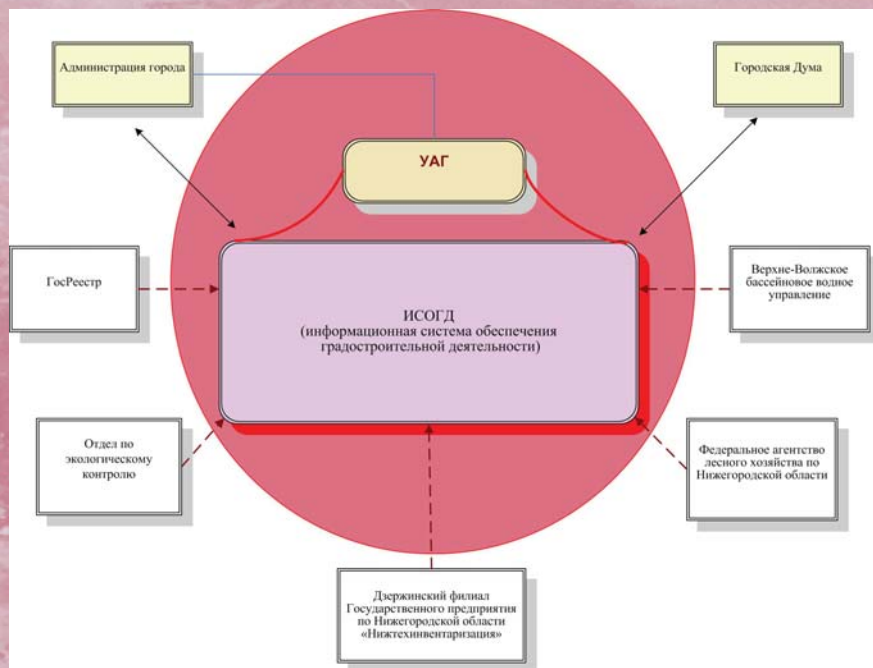 Администрация города
Городская Дума
УАГ
ГосРеестр
ИСОГД
(информационная система обеспечения
градостроительной деятельности)
Верхне-Волжское
бассейновое водное
управление
Отдел по
экологическому
контролю
Федеральное агентство
лесного хозяйства по
Нижегородской области
Дзержинский филиал
Государственного предприятия
по Нижегородской области
«Нижтехинвентаризация»